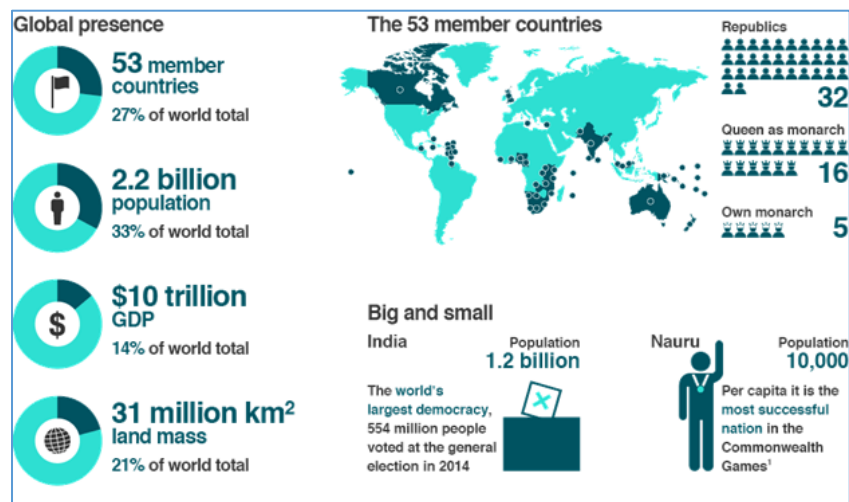 Global presence
53 member
countries
27% of world total
2.2 billion
population
33% of world total
$
$10 trillion
GDP
14% of world total
31 million km²
land mass
21% of world total
The 53 member countries
Republics
32
Queen as monarch
16
Own monarch
5
Big and small
India
Population
1.2 billion
The world's
largest democracy,
554 million people
voted at the general
election in 2014
Nauru
Population
10,000
Per capita it is the
most successful
nation in the
Commonwealth
Games¹